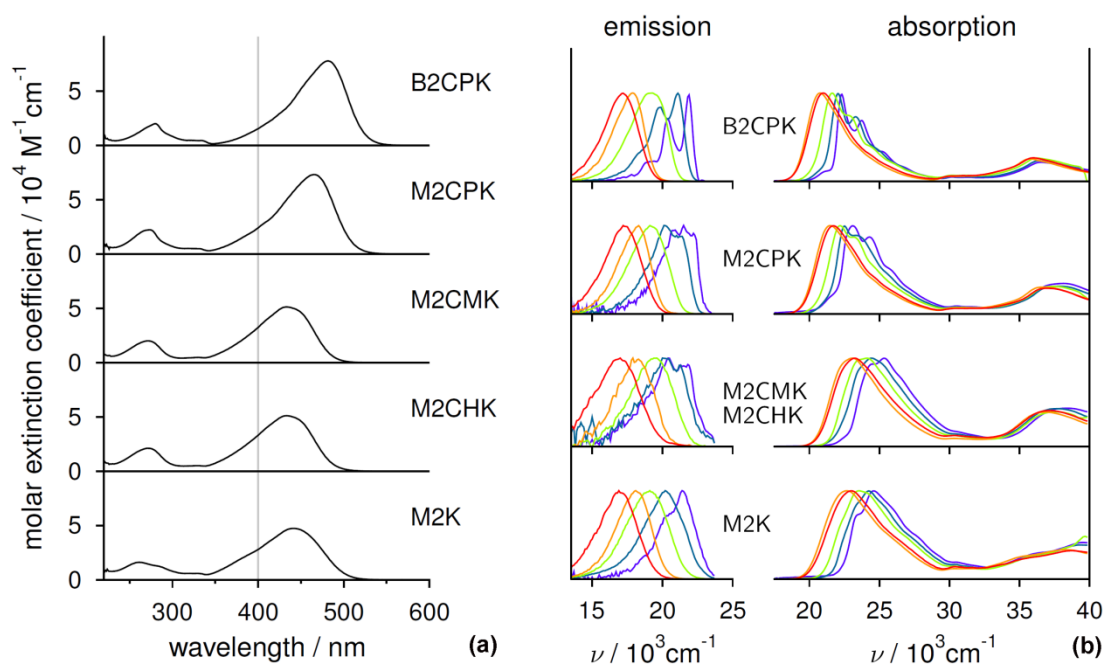 emission
absorption
molar extinction coefficient / 10⁴ M⁻¹cm⁻¹
B2CPK
5
0
M2CPK
5
0
M2CMK
5
0
M2CHK
5
0
M2K
5
0
300 400 500 600
wavelength / nm
(a)
B2CPK
M2CPK
M2CMK
M2CHK
M2K
15 20 25
ν / 10³cm⁻¹
20 25 30 35 40
ν / 10³cm⁻¹
(b)